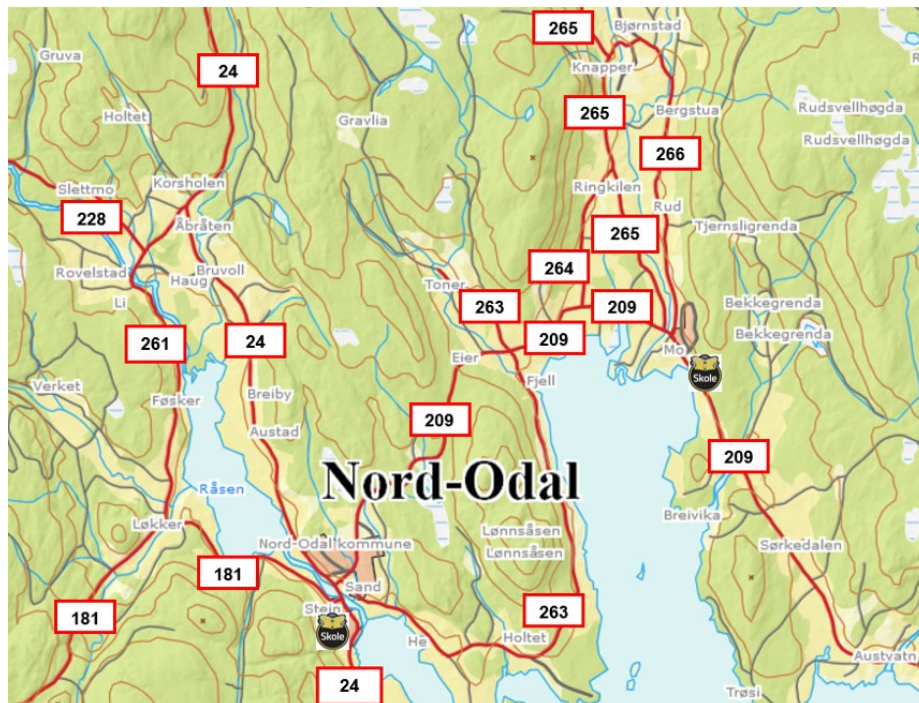 265
Bjørnstad
Gruva
24
Knapper
Holtet
Gravlia
265
Bergstua
Rudsvellhøgda
Rudsvellhøgda
266
Slettmo
Korsholen
Ringkilen
228
Åbråten
Rud
265
Tjernsligrenda
Rovelstad
Haug
Bruvoll
264
Li
Toner
263
209
Bekkegrenda
261
24
209
Bekkegrenda
Eier
Mo
Verket
Føsker
Breiby
Fjell
Skole
209
Austad
209
Nord-Odal
Råsen
Breivika
Løkker
Nord-Odal kommune
Lønnsåsen
Lønnsåsen
Sørkedalen
181
Sand
181
Stein
263
Skole
He
Holtet
Austvatn
24
Trøsi